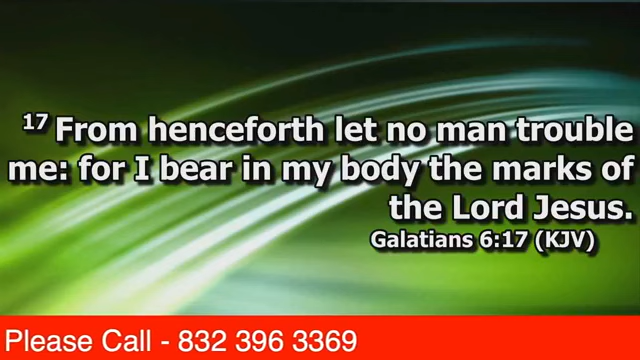 17 From henceforth let no man trouble
me: for I bear in my body the marks of
the Lord Jesus.
Galatians 6:17 (KJV)
Please Call - 832 396 3369